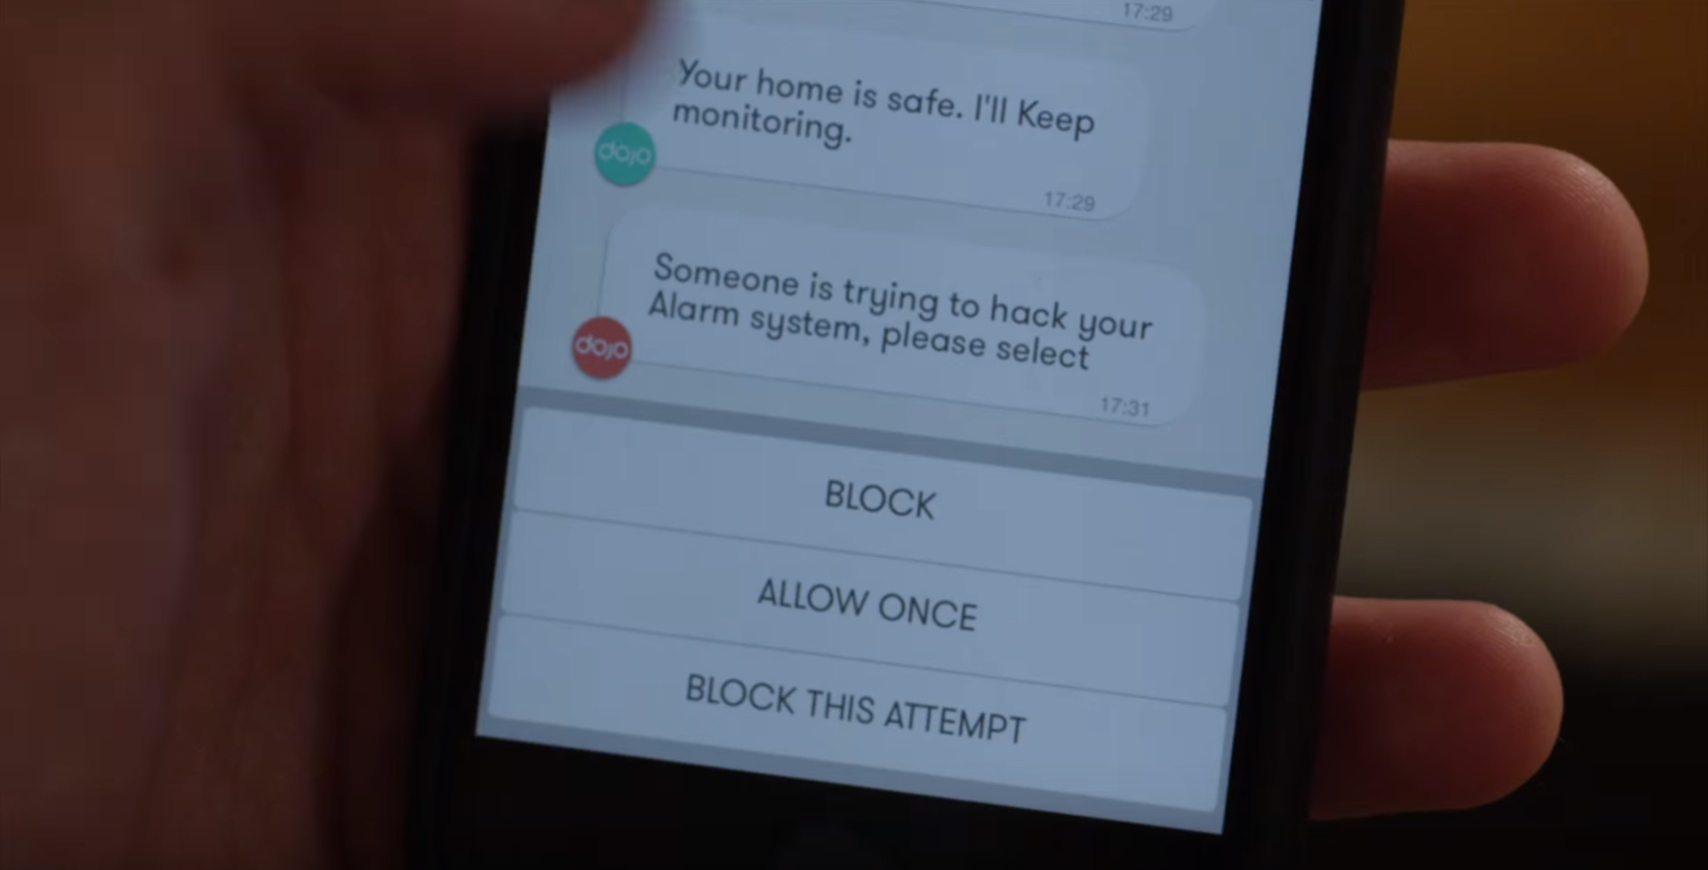 17:29
Your home is safe. I'll Keep
monitoring.
dojo
17:29
Someone is trying to hack your
Alarm system, please select
dojo
17:31
BLOCK
ALLOW ONCE
BLOCK THIS ATTEMPT